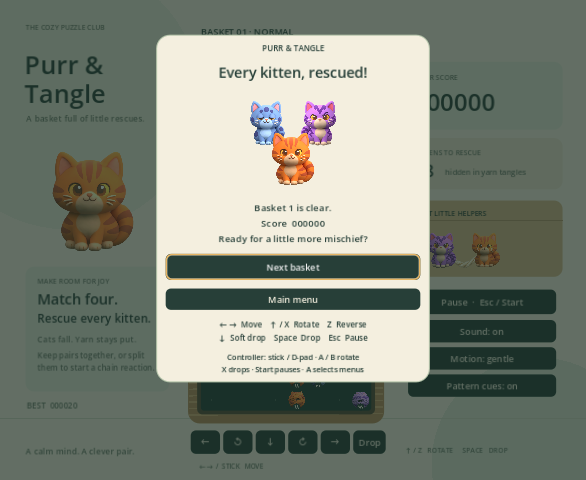 THE COZY PUZZLE CLUB
Purr &
Tangle
A basket full of little rescues.
MAKE ROOM FOR JOY
Match four.
Rescue every kitten.
Cats fall. Yarn stays put.
Keep pairs together, or split
them to start a chain reaction.
BEST 000020
A calm mind. A clever pair.
BASKET 01 · NORMAL
PURR & TANGLE
Every kitten, rescued!
Basket 1 is clear.
Score 000000
Ready for a little more mischief?
Next basket
Main menu
← → Move ↑ / X Rotate Z Reverse
↓ Soft drop Space Drop Esc Pause
Controller: stick / D-pad · A / B rotate
X drops · Start pauses · A selects menus
SCORE
00000
TO RESCUE
hidden in yarn tangles
LITTLE HELPERS
Pause · Esc / Start
Sound: on
Motion: gentle
Pattern cues: on
← ↺ ↓ ↻ → Drop
←→ / STICK MOVE
↑ / Z ROTATE SPACE DROP